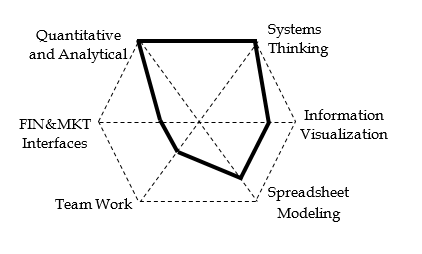 Quantitative
and Analytical
Systems
Thinking
FIN&MKT
Interfaces
Information
Visualization
Team Work
Spreadsheet
Modeling